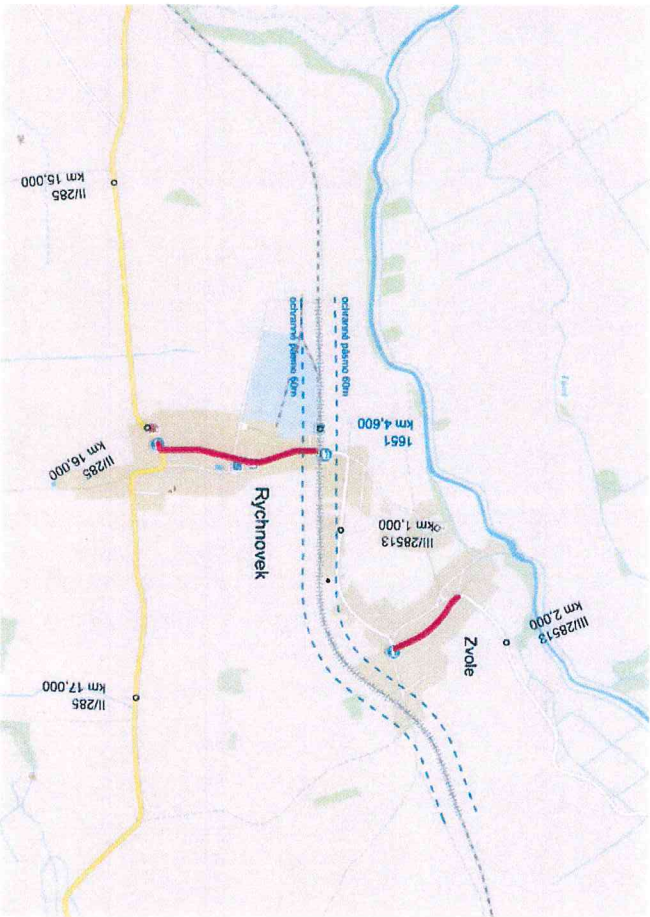 II/285
km 15,000
ochranné pásmo 60m
ochranné pásmo 60m
1651
km 4,600
II/285
km 16,000
Rychnovek
III/28513
km 1,000
III/28513
km 2,000
Zvole
II/285
km 17,000